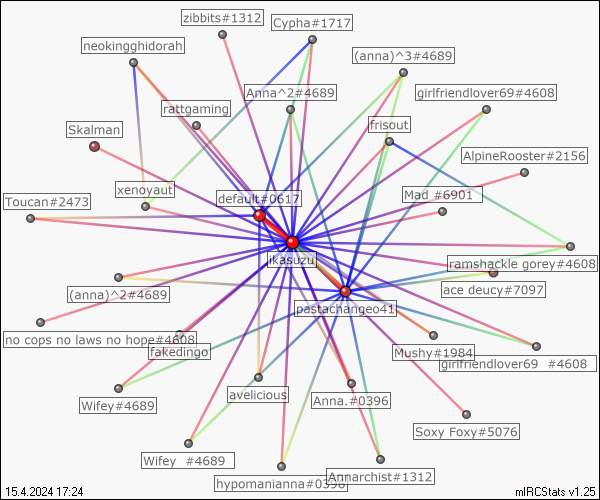 zibbits#1312
Cypha#1717
neokingghidorah
(anna)^3#4689
Anna^2#4689
girlfriendlover69#4608
rattgaming
frisout
Skalman
AlpineRooster#2156
xenoyaut
default#0617
Mad_#6901
Toucan#2473
ikasuzu
ramshackle gorey#4608
ace deucy#7097
(anna)^2#4689
pastachangeo41
no cops no laws no hope#4608
fakedingo
Mushy#1984
girlfriendlover69 #4608
avelicious
Anna.#0396
Wifey#4689
Soxy Foxy#5076
Wifey #4689
hypomanianna#0396
Annarchist#1312
15.4.2024 17:24
mIRCStats v1.25